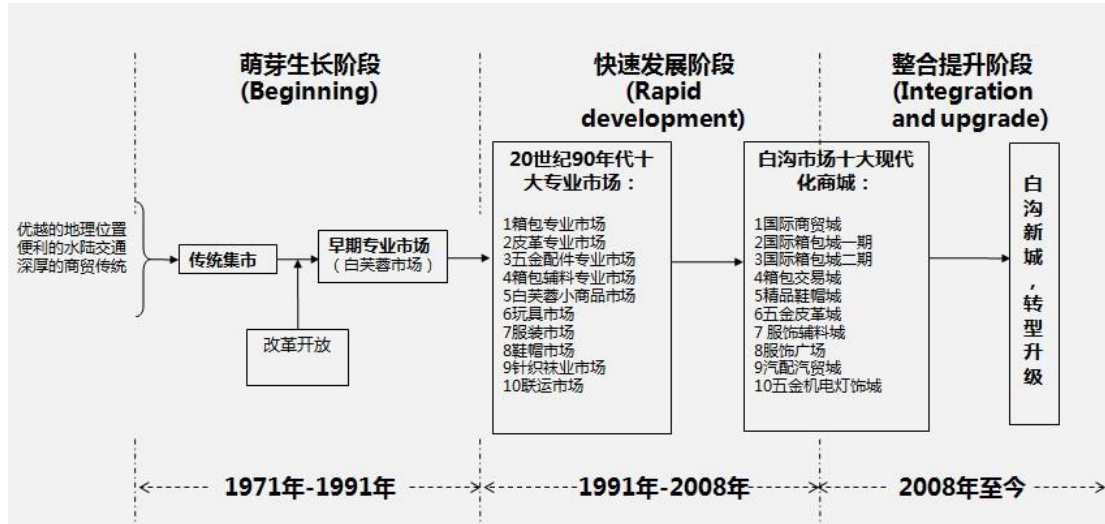 萌芽生长阶段
(Beginning)
快速发展阶段
(Rapid
development)
整合提升阶段
(Integration
and upgrade)
优越的地理位置
便利的水陆交通
深厚的商贸传统
传统集市
改革开放
早期专业市场
（白芙蓉市场）
20世纪90年代十
大专业市场：
1箱包专业市场
2皮革专业市场
3五金配件专业市场
4箱包辅料专业市场
5白芙蓉小商品市场
6玩具市场
7服装市场
8鞋帽市场
9针织袜业市场
10联运市场
白沟市场十大现代
化商城：
1国际商贸城
2国际箱包城一期
3国际箱包城二期
4箱包交易城
5精品鞋帽城
6五金皮革城
7 服饰辅料城
8服饰广场
9汽配汽贸城
10五金机电灯饰城
白沟新城，转型升级
1971年-1991年
1991年-2008年
2008年至今